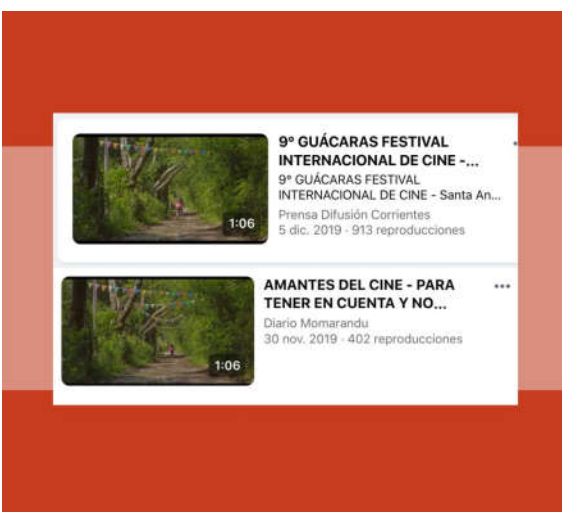 9º GUÁCARAS FESTIVAL
INTERNACIONAL DE CINE -...
9º GUÁCARAS FESTIVAL
INTERNACIONAL DE CINE - Santa An...
Prensa Difusión Corrientes
5 dic. 2019 · 913 reproducciones
1:06
AMANTES DEL CINE - PARA
TENER EN CUENTA Y NO...
Diario Momarandu
30 nov. 2019 · 402 reproducciones
1:06